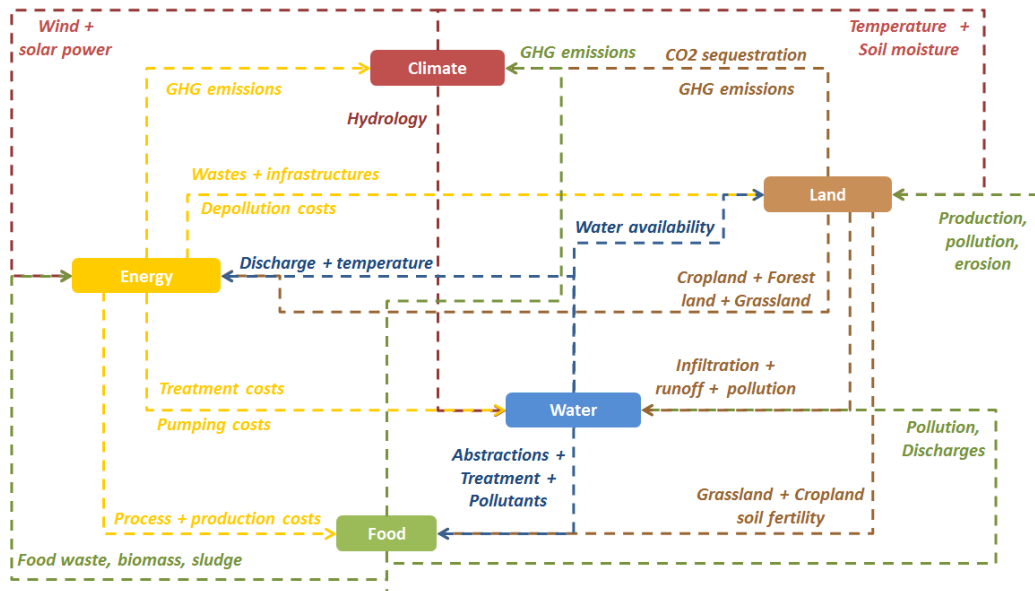 Wind +
solar power
Temperature +
Soil moisture
GHG emissions
CO2 sequestration
Climate
GHG emissions
GHG emissions
Hydrology
Wastes + infrastructures
Land
Depollution costs
Water availability
Production,
pollution,
erosion
Discharge + temperature
Energy
Cropland + Forest
land + Grassland
Infiltration +
runoff + pollution
Treatment costs
Water
Pumping costs
Pollution,
Discharges
Abstractions +
Treatment +
Pollutants
Grassland + Cropland
soil fertility
Process + production costs
Food
Food waste, biomass, sludge